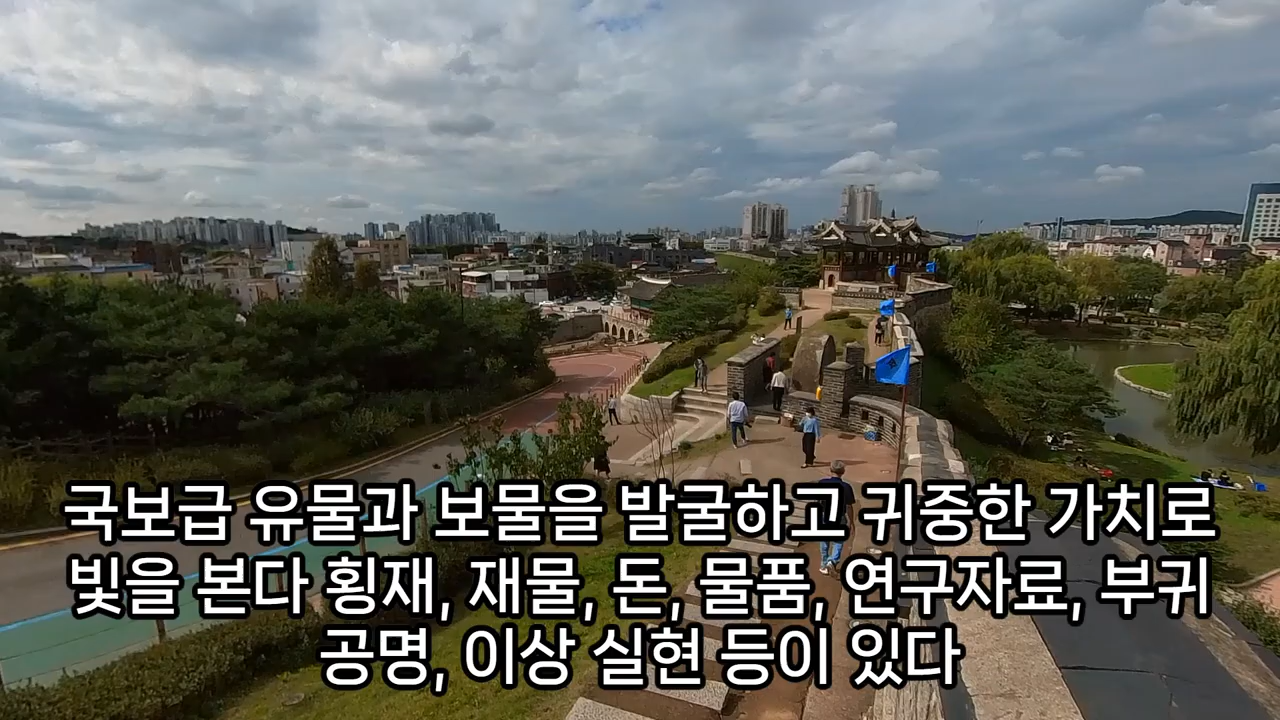 국보급 유물과 보물을 발굴하고 귀중한 가치로
빛을 본다 횡재, 재물, 돈, 물품, 연구자료, 부귀
공명, 이상 실현 등이 있다